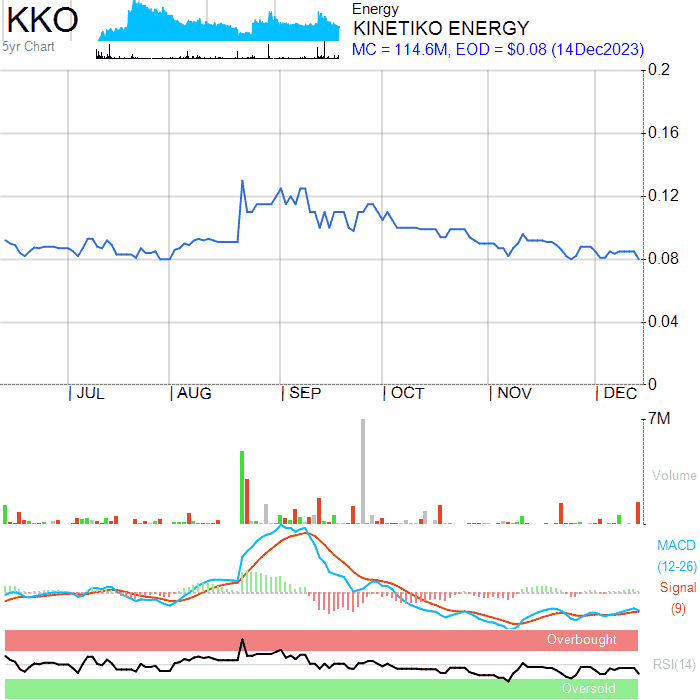 KKO
5yr Chart
Energy
KINETIKO ENERGY
MC = 114.6M, EOD = $0.08 (14Dec2023)
0.2
0.16
0.12
0.08
0.04
0
| JUL | AUG | SEP | OCT | NOV | DEC
7M
Volume
MACD
(12-26)
Signal
(9)
Overbought
RSI(14)
Oversold